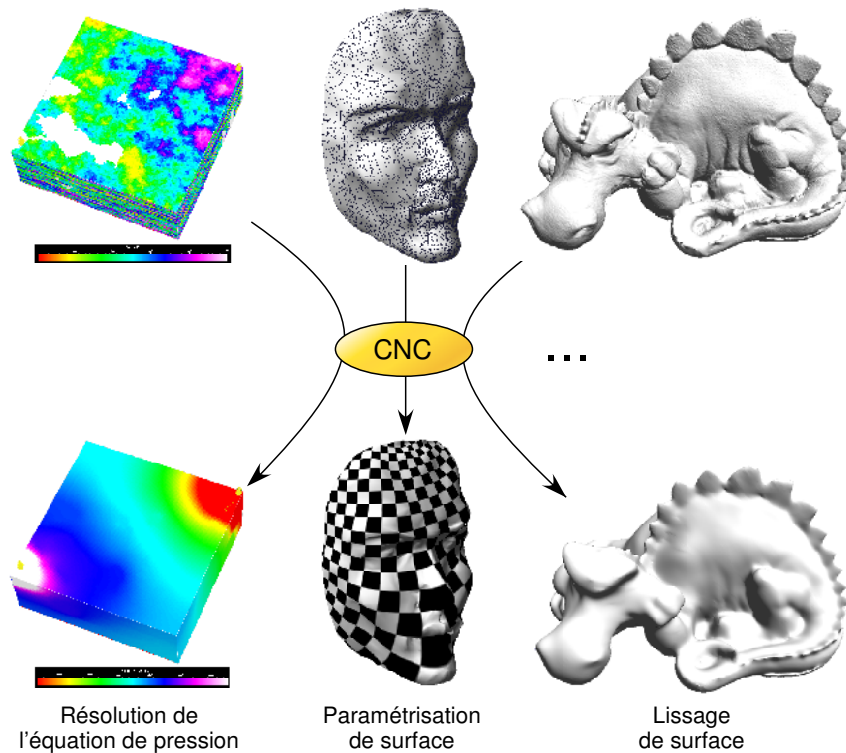 CNC
...
Résolution de
l'équation de pression
Paramétrisation
de surface
Lissage
de surface